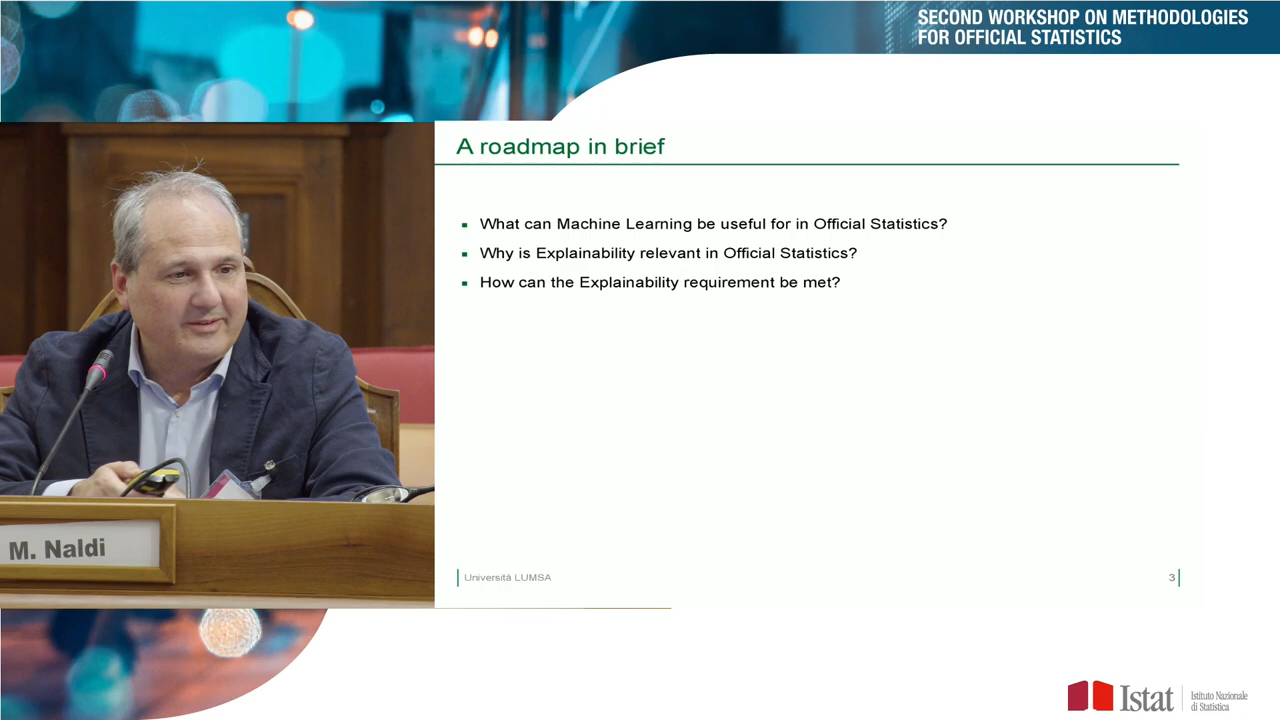 SECOND WORKSHOP ON METHODOLOGIES
FOR OFFICIAL STATISTICS
A roadmap in brief
What can Machine Learning be useful for in Official Statistics?
Why is Explainability relevant in Official Statistics?
How can the Explainability requirement be met?
M. Naldi
Università LUMSA
3
Istat
Istituto Nazionale
di Statistica